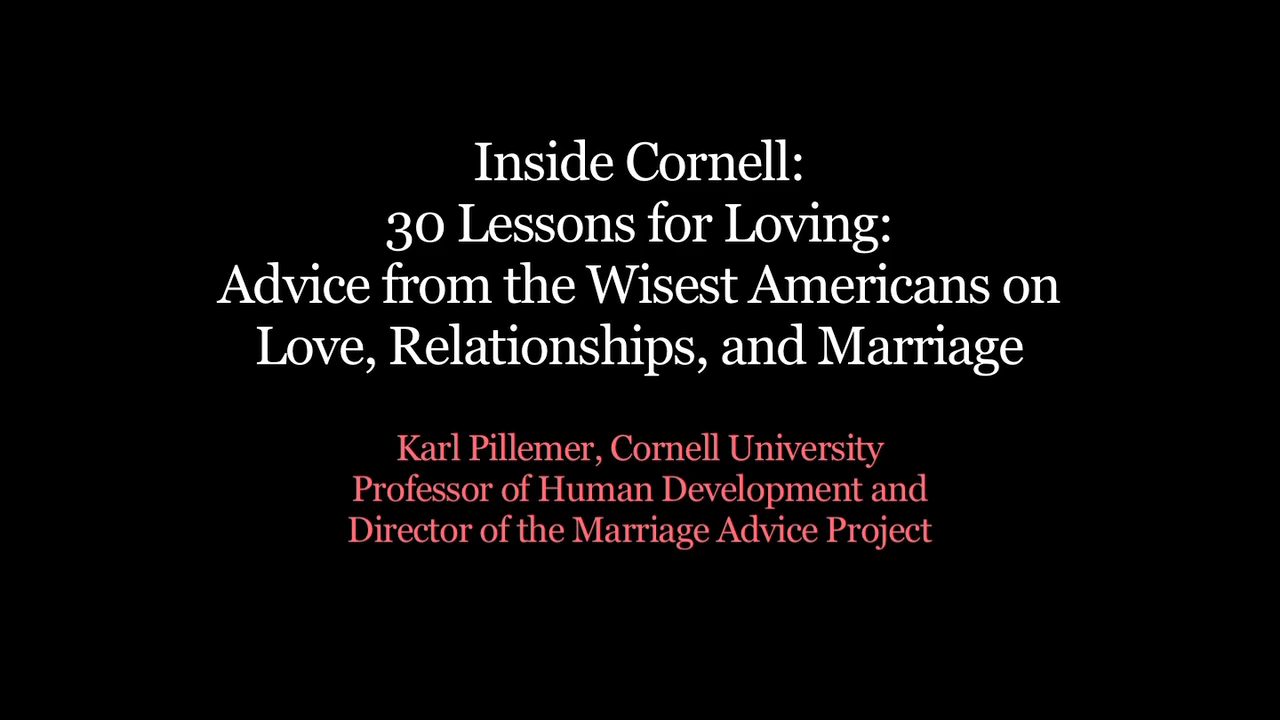 Inside Cornell:
30 Lessons for Loving:
Advice from the Wisest Americans on
Love, Relationships, and Marriage
Karl Pillemer, Cornell University
Professor of Human Development and
Director of the Marriage Advice Project